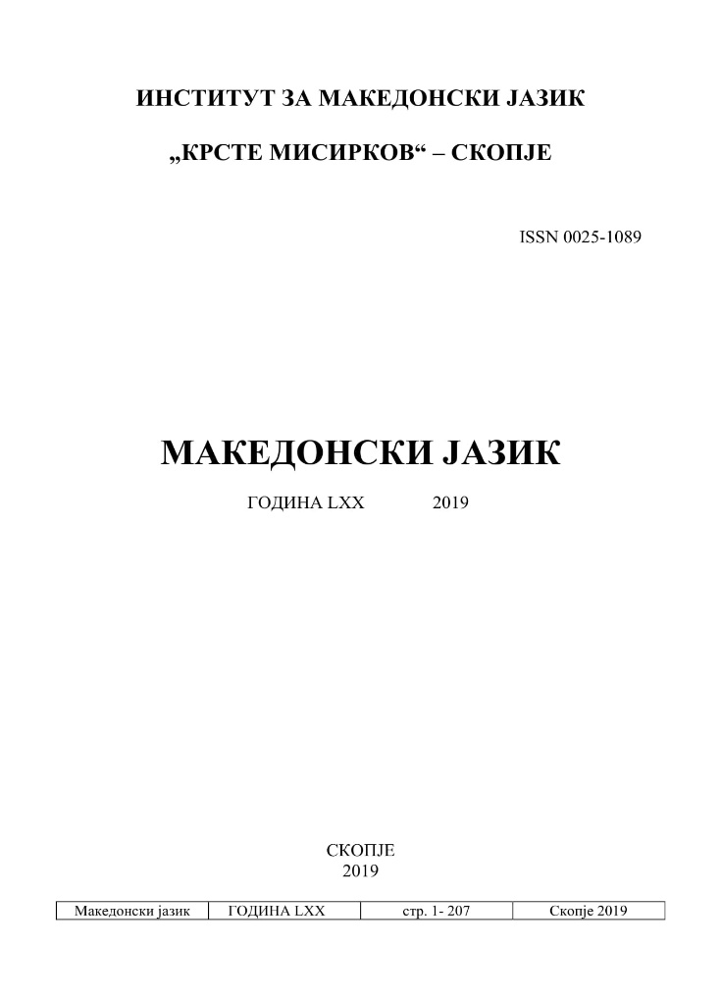 ИНСТИТУТ ЗА МАКЕДОНСКИ ЈАЗИК
„КРСТЕ МИСИРКОВ“ – СКОПЈЕ
ISSN 0025-1089
МАКЕДОНСКИ ЈАЗИК
ГОДИНА LXX 2019
СКОПЈЕ
2019
Македонски јазик ГОДИНА LXX стр. 1- 207 Скопје 2019